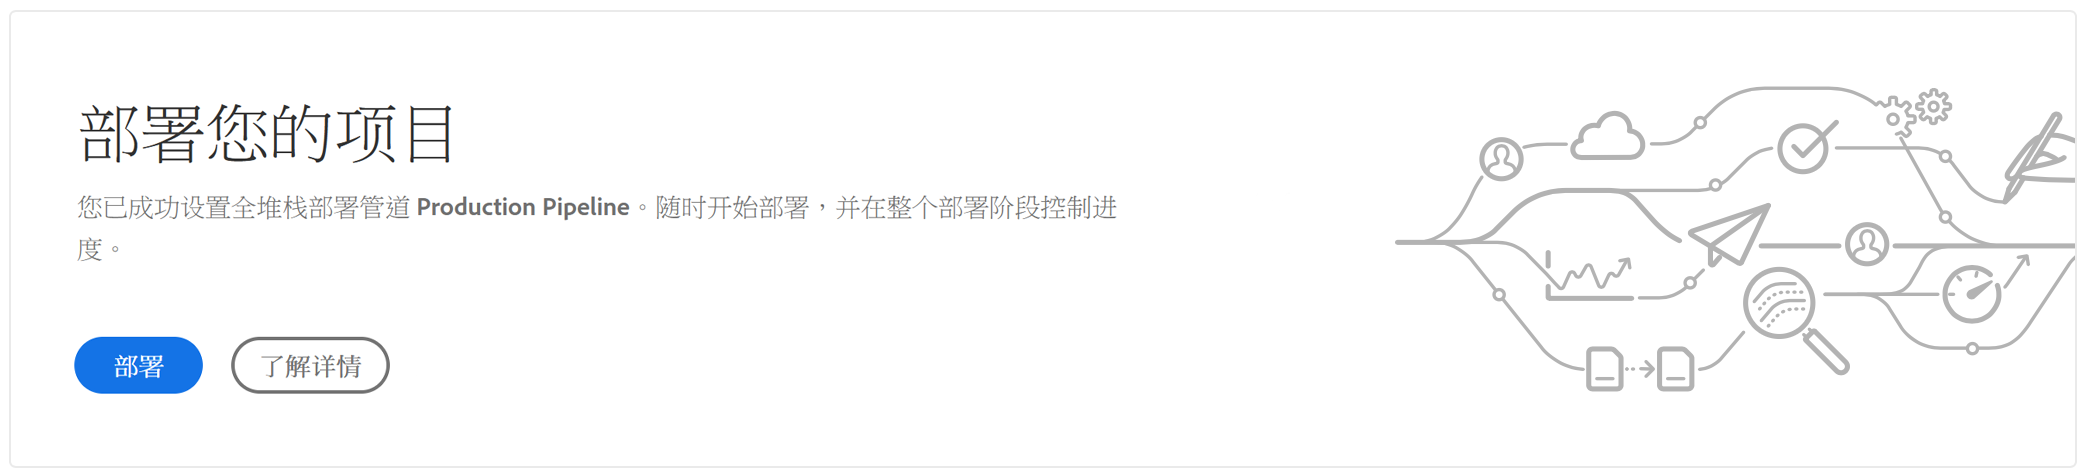 部署您的项目
您已成功设置全堆栈部署管道 Production Pipeline。随时开始部署，并在整个部署阶段控制进
度。
部署
了解详情